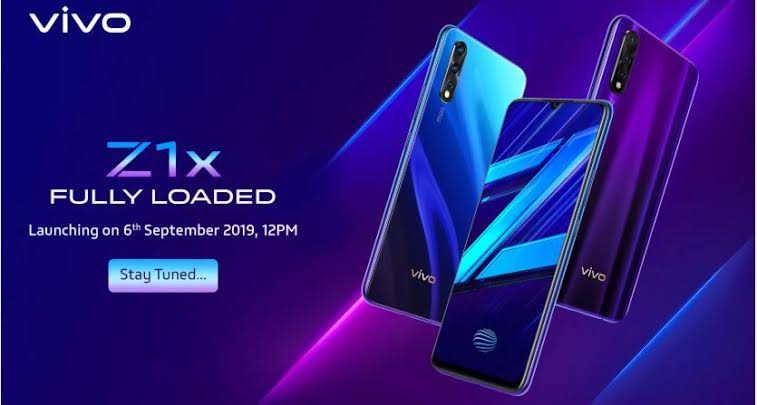 vivo
Z1x
FULLY LOADED
Launching on 6th September 2019, 12PM
Stay Tuned...
vivo
vivo